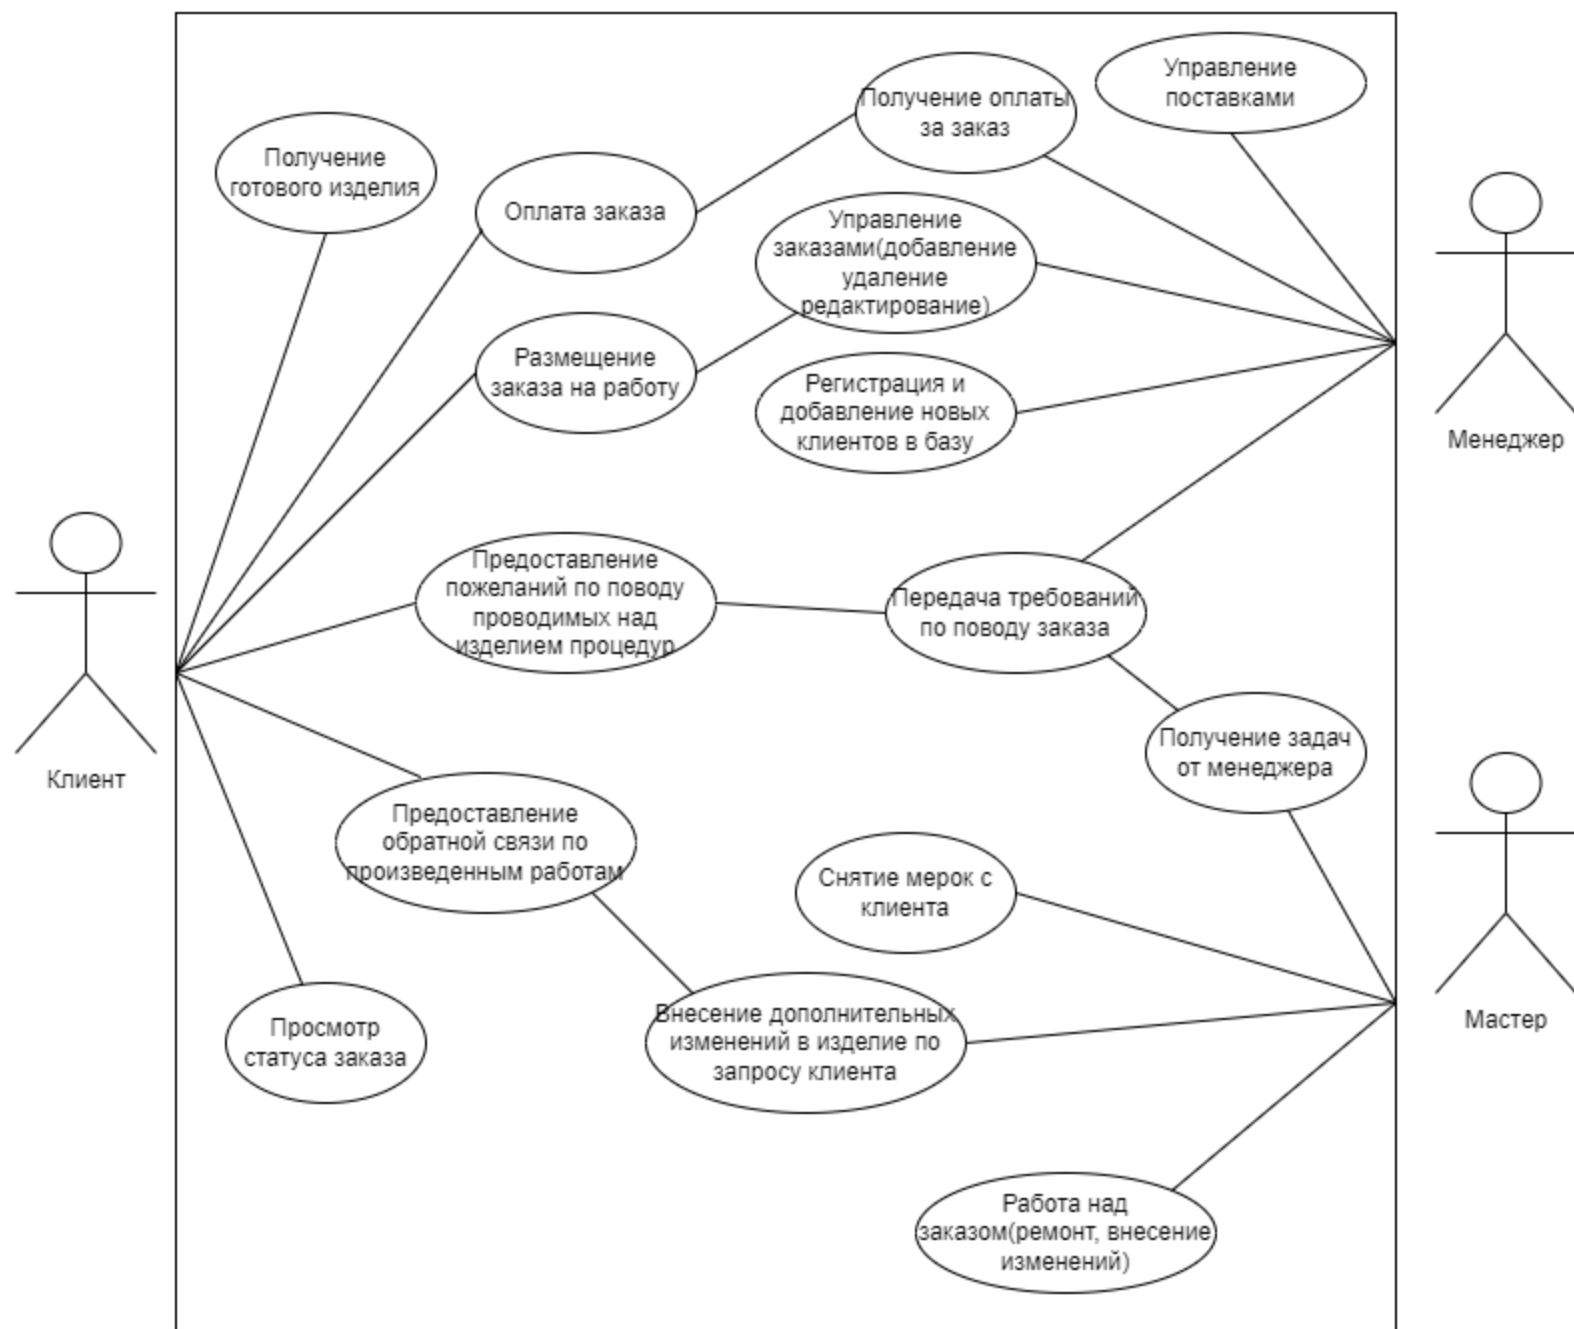 Управление
поставками
Получение оплаты
за заказ
Получение
готового изделия
Оплата заказа
Управление
заказами(добавление
удаление
редактирование)
Размещение
заказа на работу
Регистрация и
добавление новых
клиентов в базу
Менеджер
Предоставление
пожеланий по поводу
проводимых над
изделием процедур
Передача требований
по поводу заказа
Получение задач
от менеджера
Клиент
Предоставление
обратной связи по
произведенным работам
Снятие мерок с
клиента
Просмотр
статуса заказа
Внесение дополнительных
изменений в изделие по
запросу клиента
Мастер
Работа над
заказом(ремонт, внесение
изменений)